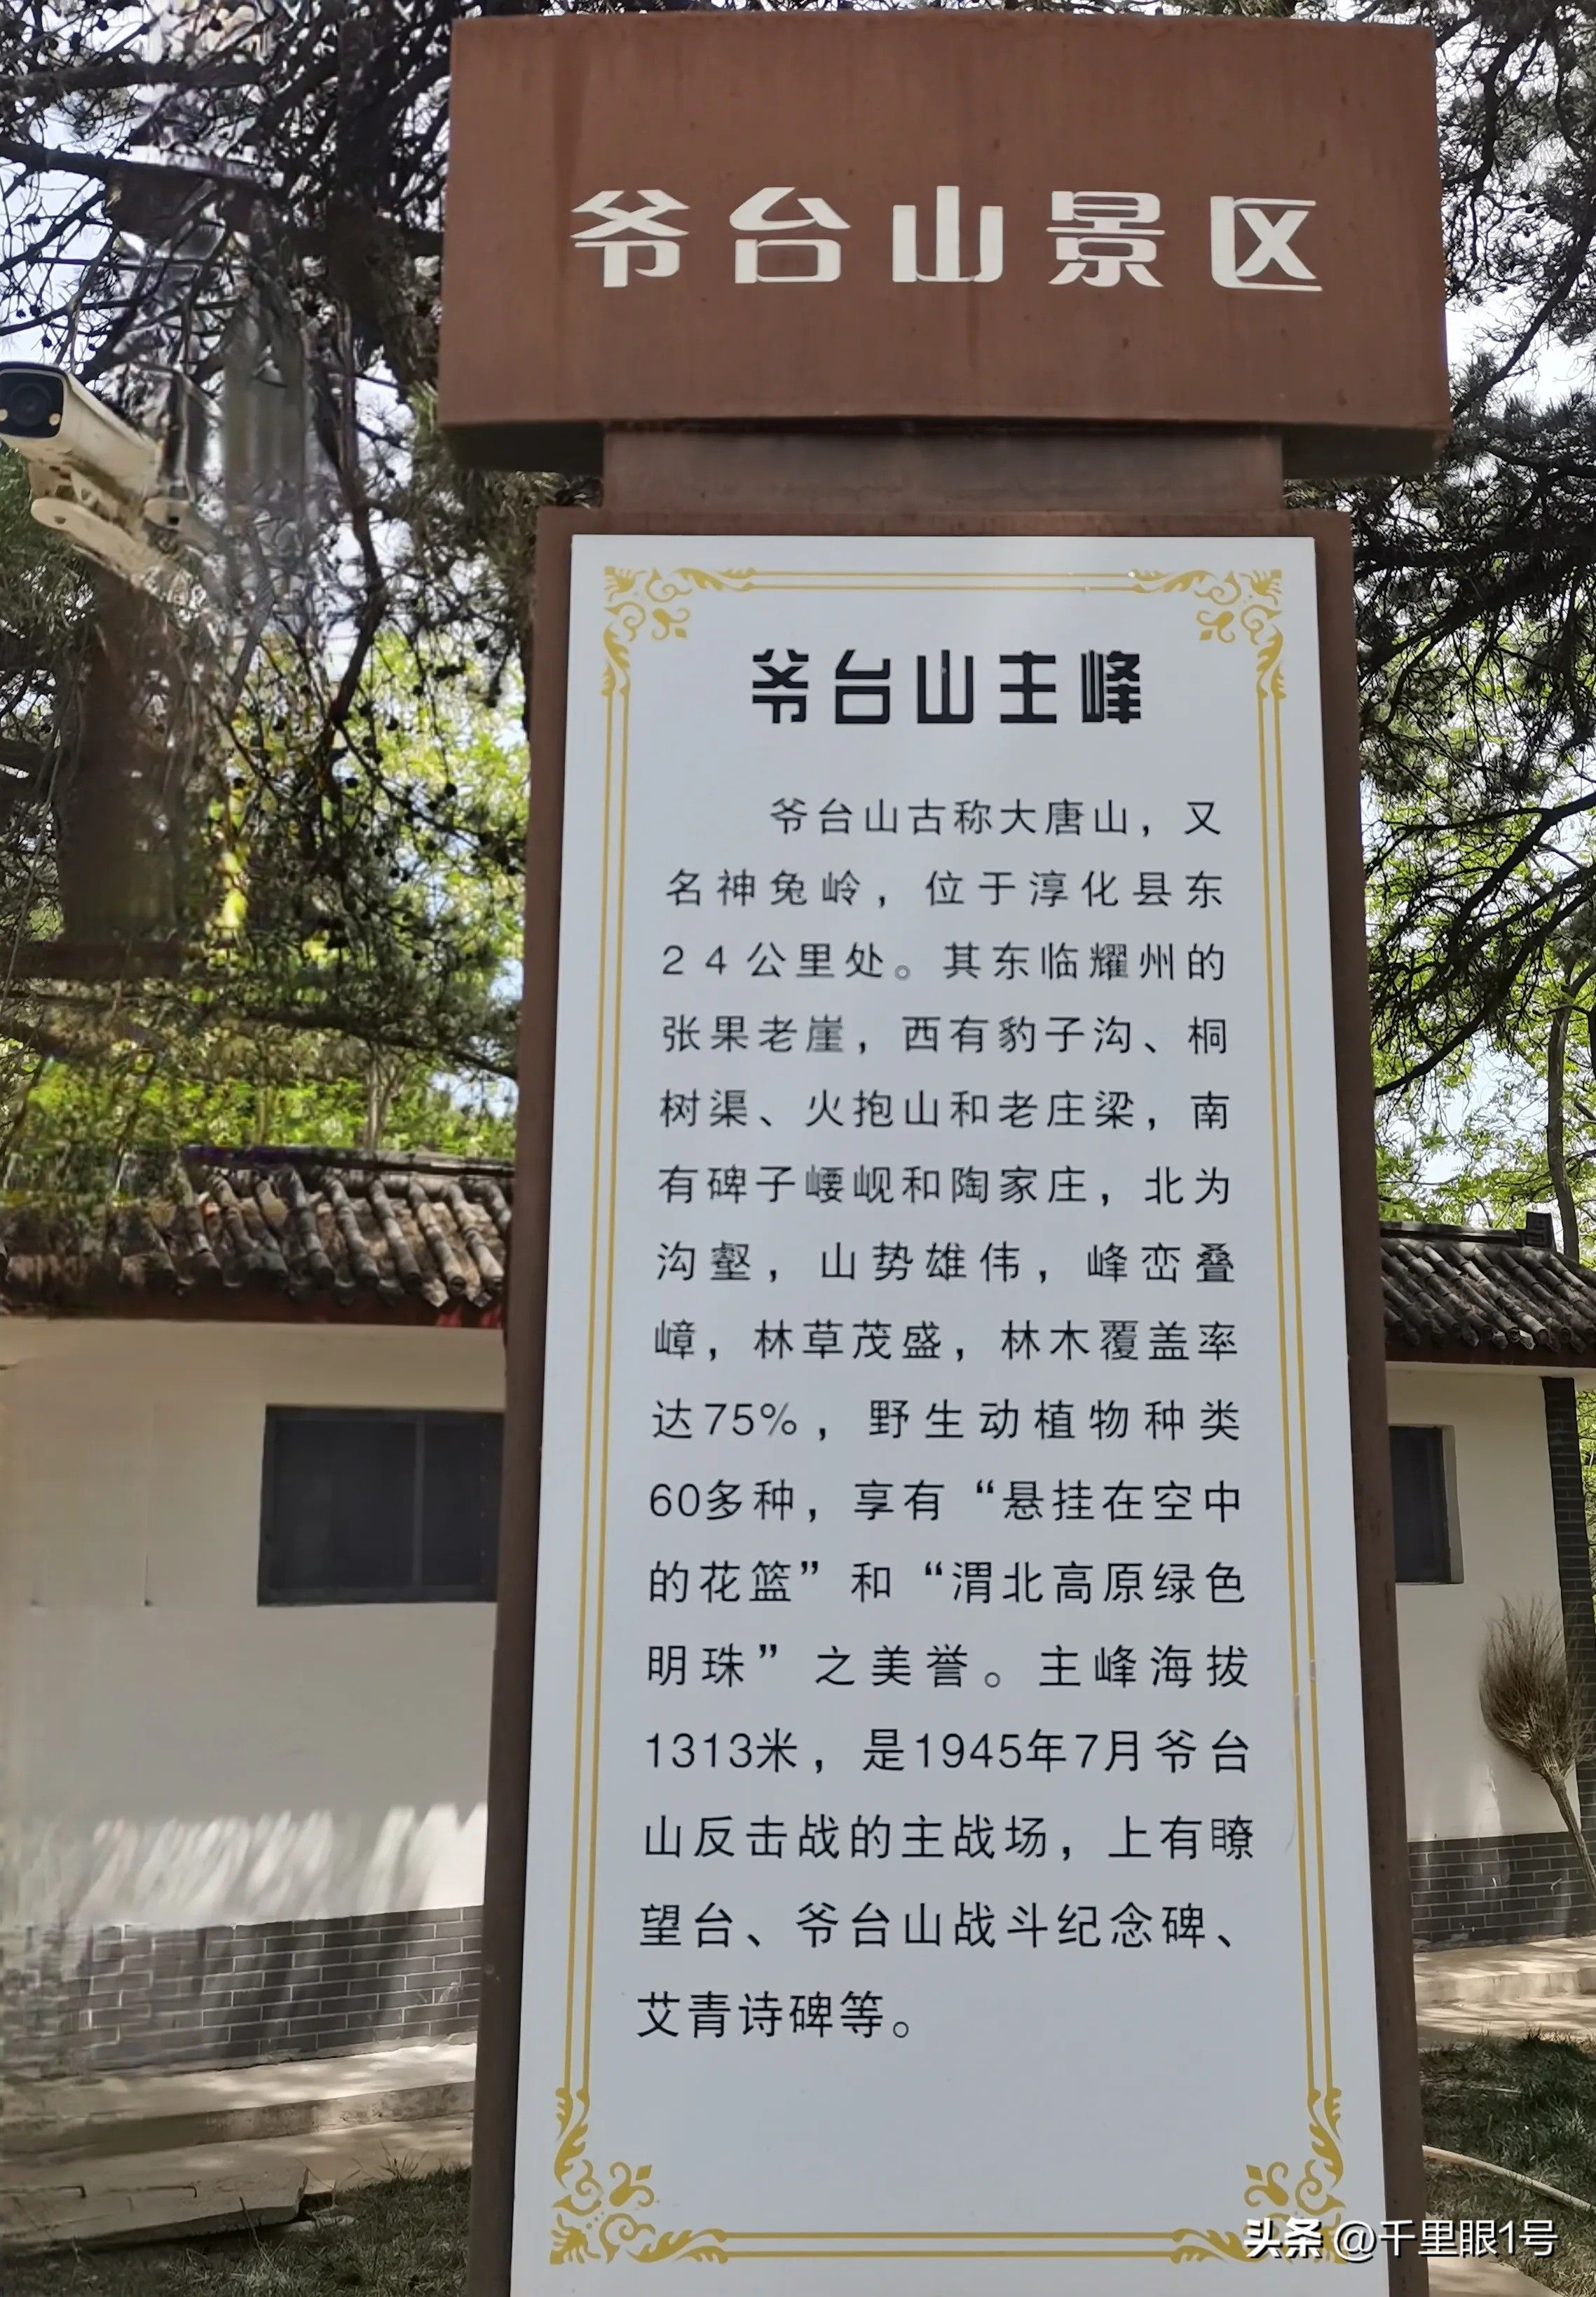 爷台山景区
爷台山主峰
爷台山古称大唐山，又
名神兔岭，位于淳化县东
24公里处。其东临耀州的
张果老崖，西有豹子沟、桐
树渠、火抱山和老庄梁，南
有碑子崾岘和陶家庄，北为
沟壑，山势雄伟，峰峦叠
嶂，林草茂盛，林木覆盖率
达75%，野生动植物种类
60多种，享有“悬挂在空中
的花篮”和“渭北高原绿色
明珠”之美誉。主峰海拔
1313米，是1945年7月爷台
山反击战的主战场，上有瞭
望台、爷台山战斗纪念碑、
艾青诗碑等。
头条 @千里眼1号